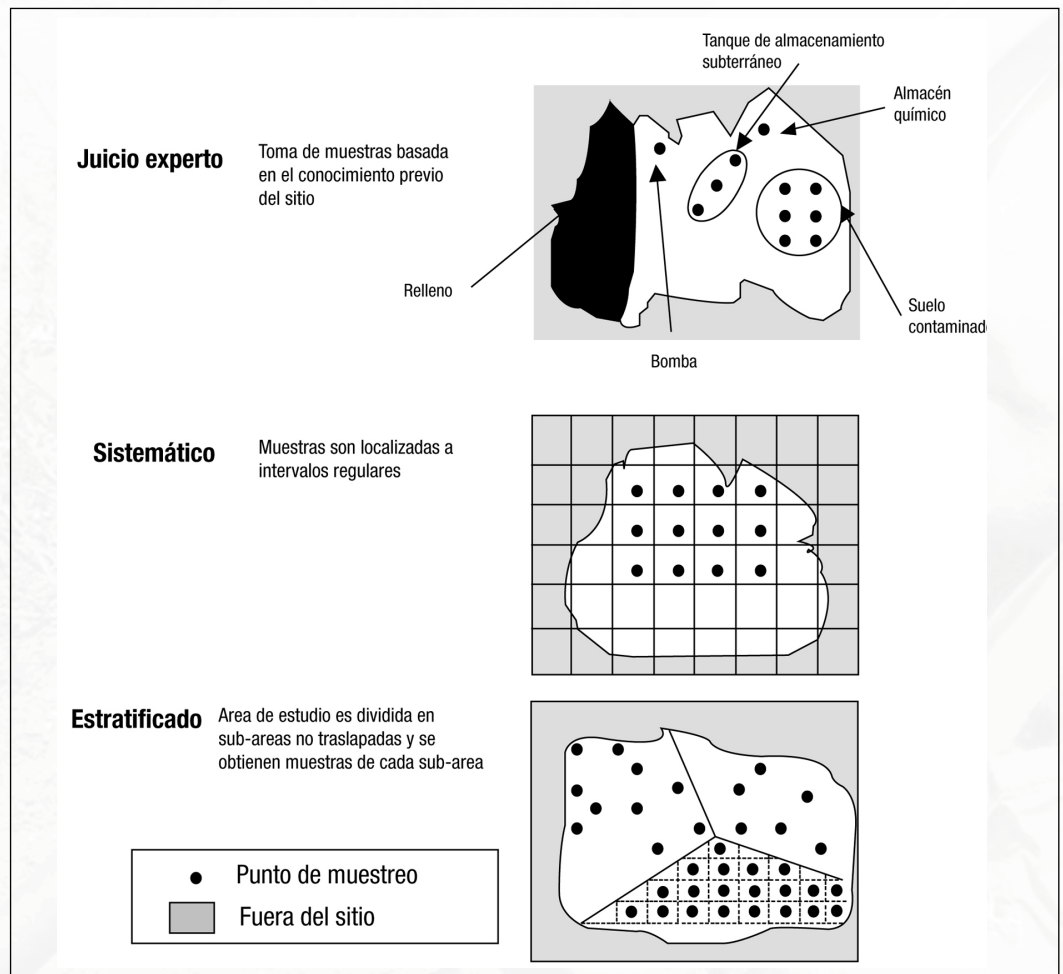 Tanque de almacenamiento
subterráneo
Almacén
químico
Juicio experto
Toma de muestras basada
en el conocimiento previo
del sitio
Relleno
Suelo
contaminad
Bomba
Sistemático
Muestras son localizadas a
intervalos regulares
Estratificado
Area de estudio es dividida en
sub-areas no traslapadas y se
obtienen muestras de cada sub-area
Punto de muestreo
Fuera del sitio